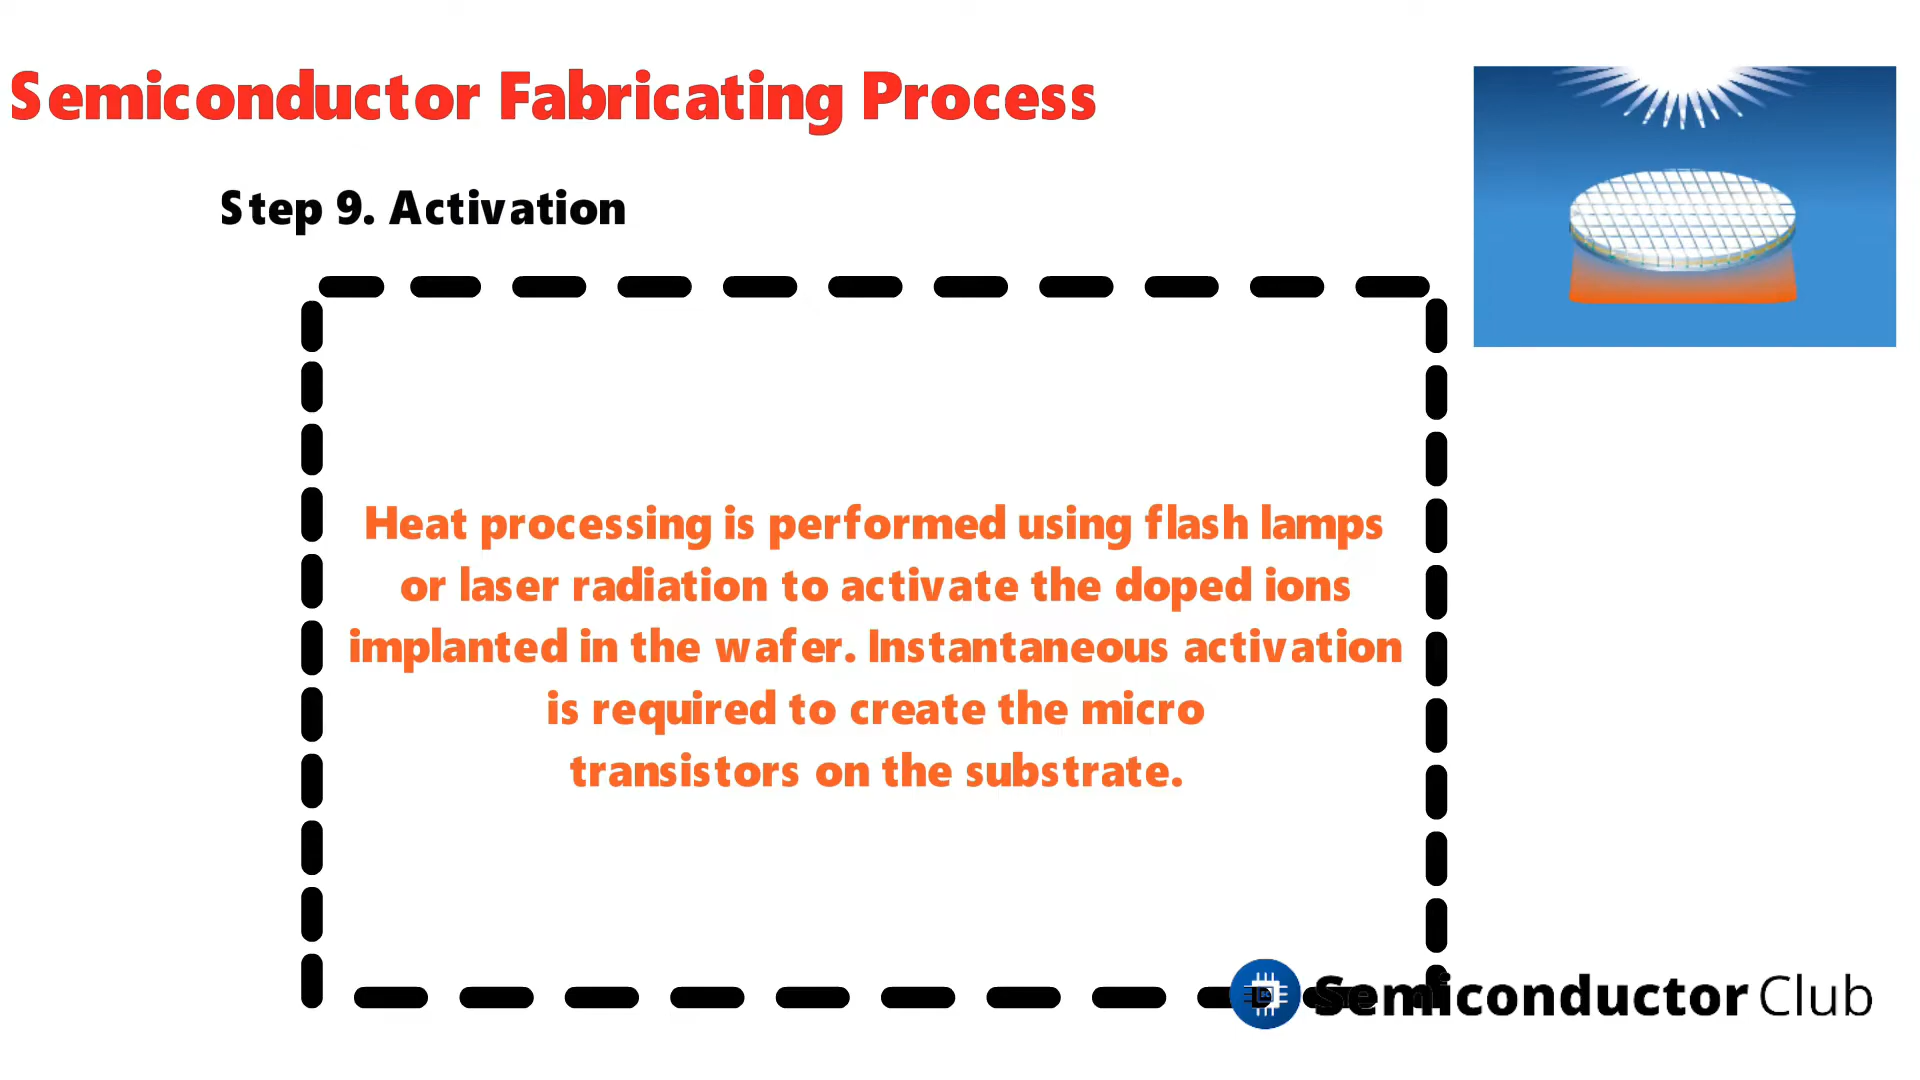 Semiconductor Fabricating Process
Step 9. Activation
Heat processing is performed using flash lamps
or laser radiation to activate the doped ions
implanted in the wafer. Instantaneous activation
is required to create the micro
transistors on the substrate.
Semiconductor Club